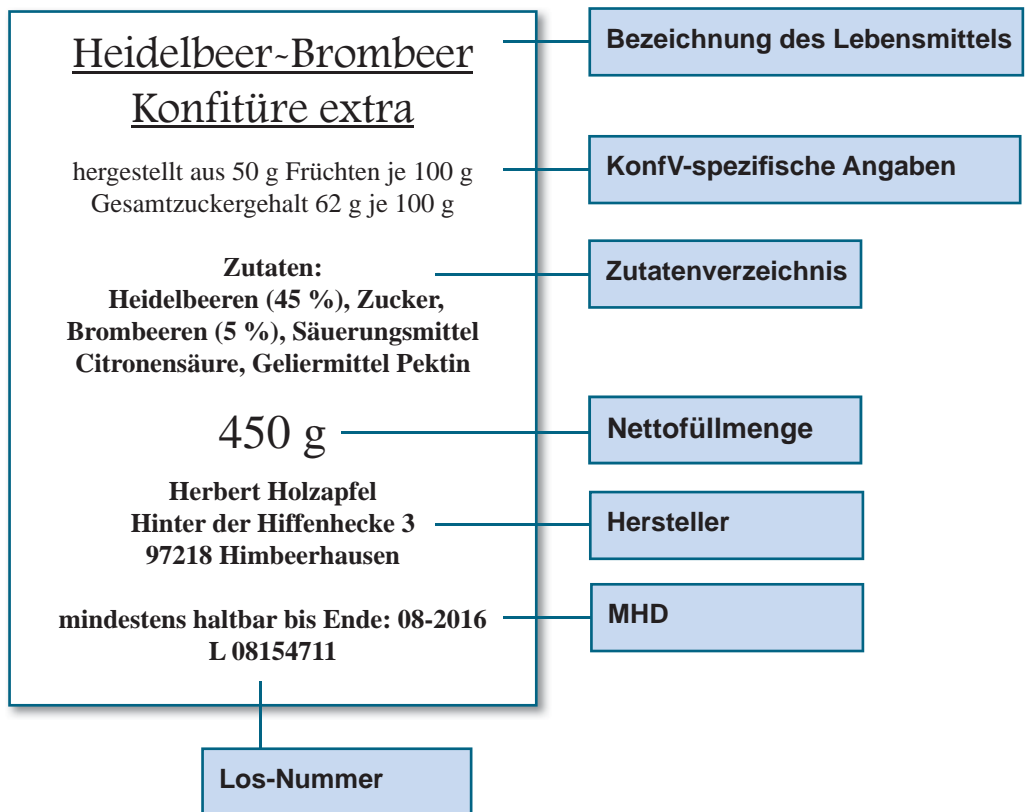 Heidelbeer-Brombeer
Konfitüre extra
Bezeichnung des Lebensmittels
hergestellt aus 50 g Früchten je 100 g
Gesamtzuckergehalt 62 g je 100 g
KonfV-spezifische Angaben
Zutaten:
Heidelbeeren (45 %), Zucker,
Brombeeren (5 %), Säuerungsmittel
Citronensäure, Geliermittel Pektin
Zutatenverzeichnis
450 g
Nettofüllmenge
Herbert Holzapfel
Hinter der Hiffenhecke 3
97218 Himbeerhausen
Hersteller
mindestens haltbar bis Ende: 08-2016
L 08154711
MHD
Los-Nummer